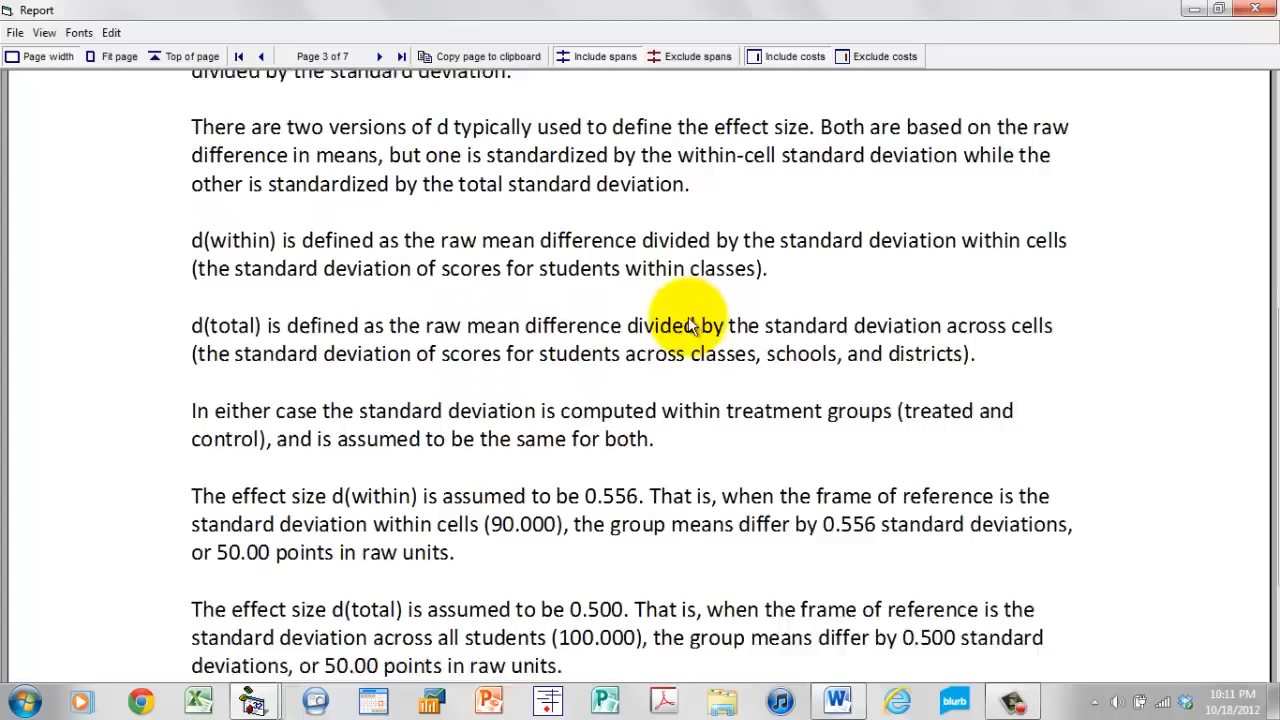 Report
File View Fonts Edit
Page width Fit page Top of page Page 3 of 7 Copy page to clipboard Include spans Exclude spans Include costs Exclude costs
divided by the standard deviation.
There are two versions of d typically used to define the effect size. Both are based on the raw
difference in means, but one is standardized by the within-cell standard deviation while the
other is standardized by the total standard deviation.
d(within) is defined as the raw mean difference divided by the standard deviation within cells
(the standard deviation of scores for students within classes).
d(total) is defined as the raw mean difference divided by the standard deviation across cells
(the standard deviation of scores for students across classes, schools, and districts).
In either case the standard deviation is computed within treatment groups (treated and
control), and is assumed to be the same for both.
The effect size d(within) is assumed to be 0.556. That is, when the frame of reference is the
standard deviation within cells (90.000), the group means differ by 0.556 standard deviations,
or 50.00 points in raw units.
The effect size d(total) is assumed to be 0.500. That is, when the frame of reference is the
standard deviation across all students (100.000), the group means differ by 0.500 standard
deviations, or 50.00 points in raw units.
32
blurb
10:11 PM
10/18/2012